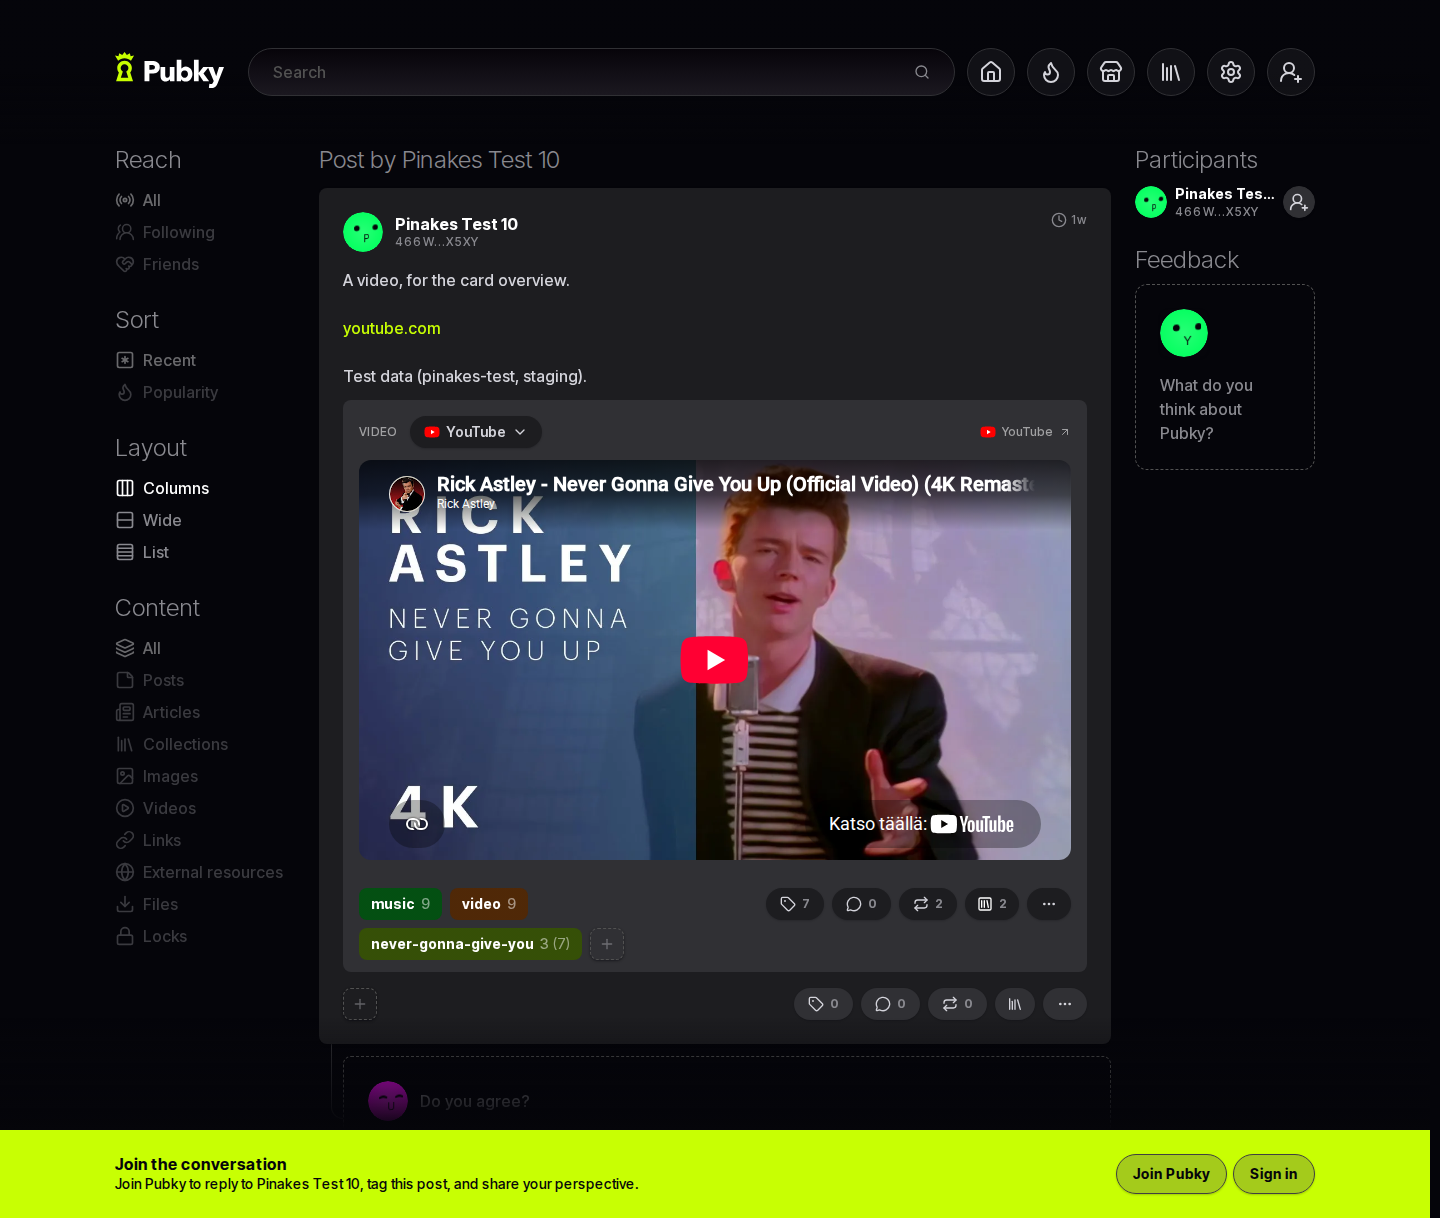 Pubky
Search
Reach
All
Following
Friends
Sort
Recent
Popularity
Layout
Columns
Wide
List
Content
All
Posts
Articles
Collections
Images
Videos
Links
External resources
Files
Locks
Post by Pinakes Test 10
Pinakes Test 10
466W...X5XY
1w
A video, for the card overview.
youtube.com
Test data (pinakes-test, staging).
VIDEO
YouTube
YouTube
Rick Astley - Never Gonna Give You Up (Official Video) (4K Remaste
Rick Astley
RICK
ASTLEY
NEVER GONNA
GIVE YOU UP
4K
Katso täällä: YouTube
music 9
video 9
7
0
2
2
never-gonna-give-you 3 (7)
0
0
0
Do you agree?
Participants
Pinakes Tes...
466W...X5XY
Feedback
What do you
think about
Pubky?
Join the conversation
Join Pubky to reply to Pinakes Test 10, tag this post, and share your perspective.
Join Pubky
Sign in